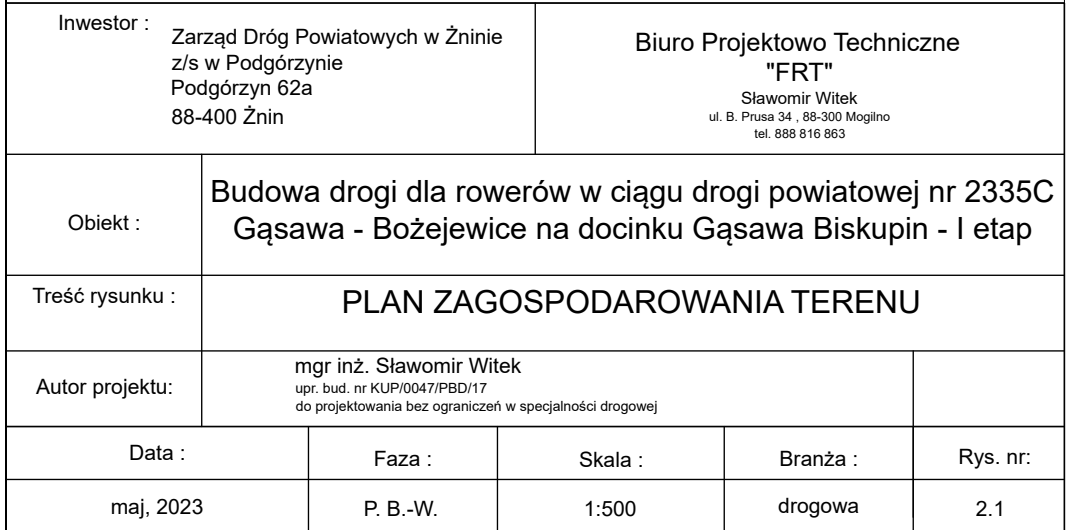 Inwestor :
Zarząd Dróg Powiatowych w Żninie
z/s w Podgórzynie
Podgórzyn 62a
88-400 Żnin
Biuro Projektowo Techniczne
"FRT"
Sławomir Witek
ul. B. Prusa 34 , 88-300 Mogilno
tel. 888 816 863
Obiekt :
Budowa drogi dla rowerów w ciągu drogi powiatowej nr 2335C
Gąsawa - Bożejewice na docinku Gąsawa Biskupin - I etap
Treść rysunku :
PLAN ZAGOSPODAROWANIA TERENU
Autor projektu:
mgr inż. Sławomir Witek
upr. bud. nr KUP/0047/PBD/17
do projektowania bez ograniczeń w specjalności drogowej
Data :
Faza :
Skala :
Branża :
Rys. nr:
maj, 2023
P. B.-W.
1:500
drogowa
2.1